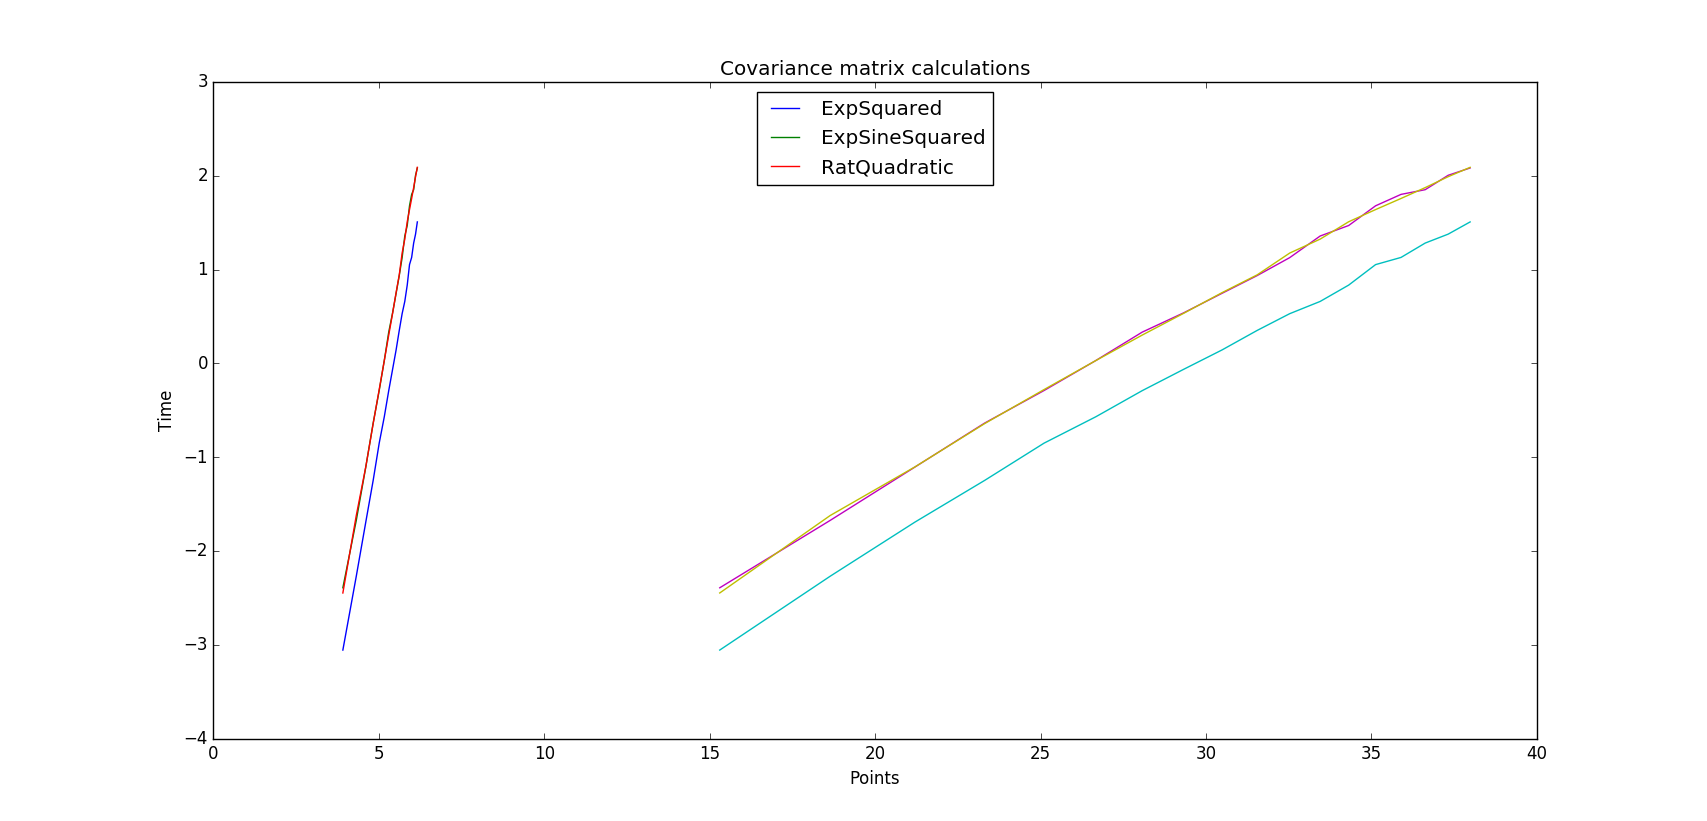 Covariance matrix calculations
ExpSquared
ExpSineSquared
RatQuadratic
3
2
1
0
−1
−2
−3
−4
Time
0 5 10 15 20 25 30 35 40
Points